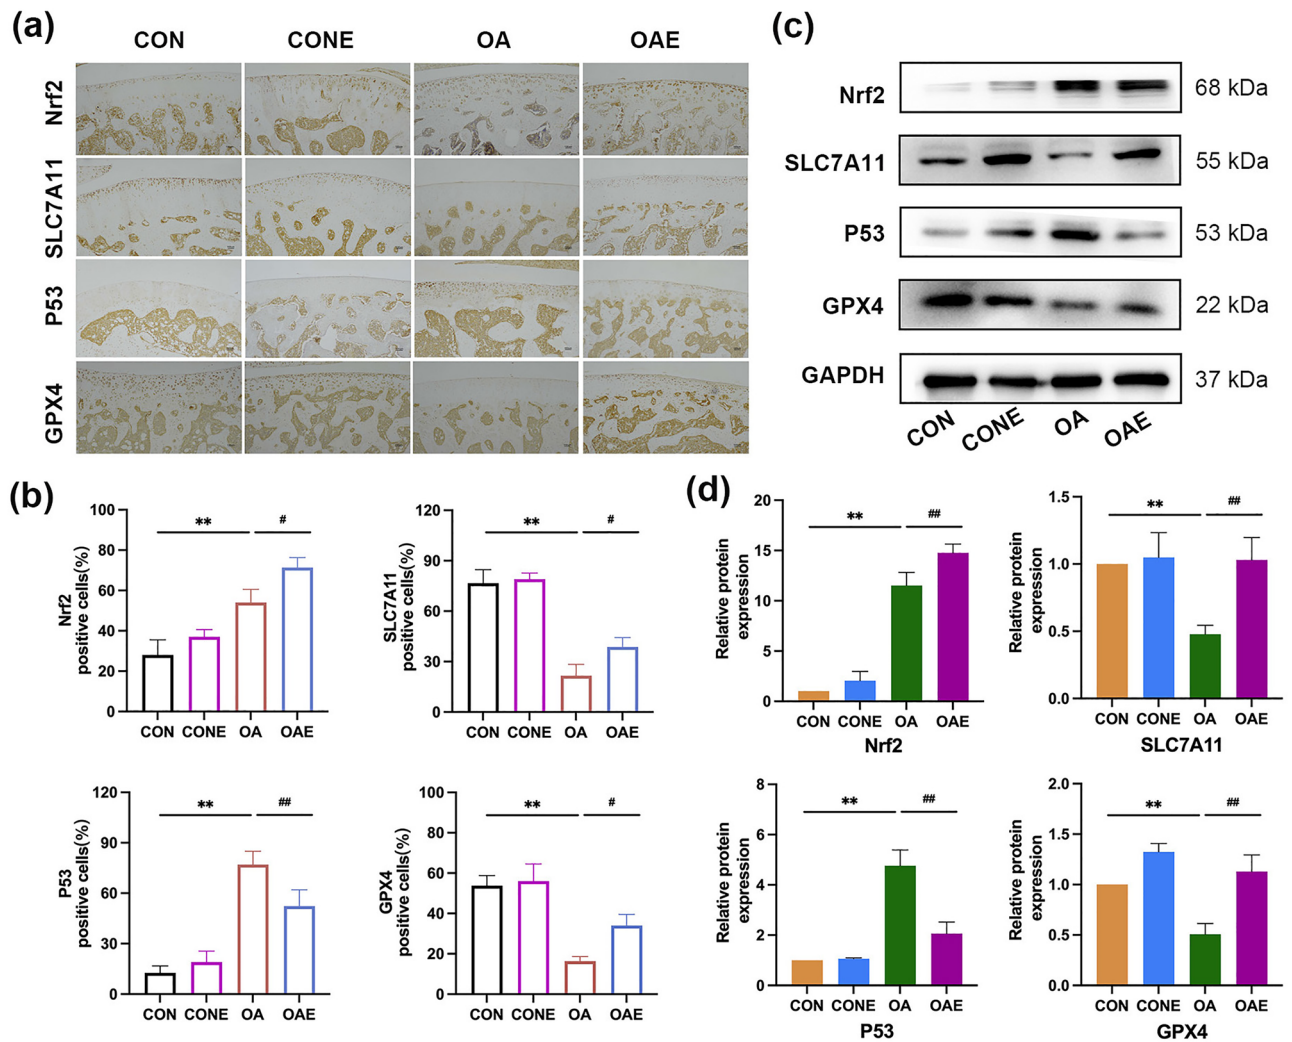 (a)
CON CONE OA OAE
Nrf2
SLC7A11
P53
GPX4
(c)
Nrf2 68 kDa
SLC7A11 55 kDa
P53 53 kDa
GPX4 22 kDa
GAPDH 37 kDa
CON CONE OA OAE
(b)
Nrf2
positive cells(%)
100
80
60
40
20
0
** #
CON CONE OA OAE
SLC7A11
positive cells(%)
120
90
60
30
0
** #
CON CONE OA OAE
P53
positive cells(%)
120
90
60
30
0
** ##
CON CONE OA OAE
GPX4
positive cells(%)
100
80
60
40
20
0
** #
CON CONE OA OAE
(d)
Relative protein
expression
20
15
10
5
0
** ##
CON CONE OA OAE
Nrf2
Relative protein
expression
1.5
1.0
0.5
0.0
** ##
CON CONE OA OAE
SLC7A11
Relative protein
expression
8
6
4
2
0
** ##
CON CONE OA OAE
P53
Relative protein
expression
2.0
1.5
1.0
0.5
0.0
** ##
CON CONE OA OAE
GPX4